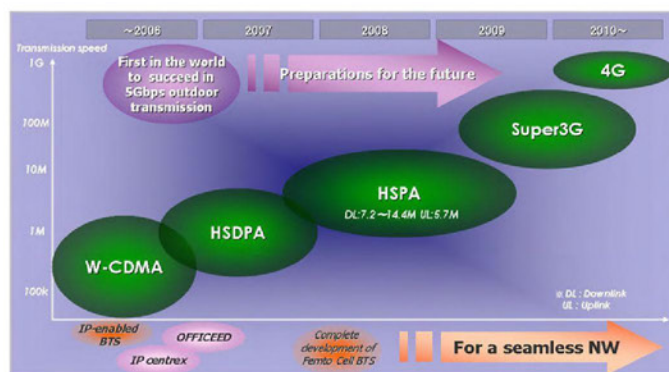 ~2006 2007 2008 2009 2010~
Transmission speed
First in the world
to succeed in
5Gbps outdoor
transmission
Preparations for the future
1G
4G
100M
Super3G
10M
HSPA
DL:7.2~14.4M UL:5.7M
1M
HSDPA
W-CDMA
100k
※ DL : Downlink
UL : Uplink
IP-enabled
BTS
OFFICEED
IP centrex
Complete
development of
Femto Cell BTS
For a seamless NW